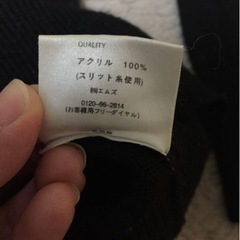 QUALITY
アクリル 100%
(スリット糸使用)
㈱エムズ
0120-66-2814
(お客様用フリーダイヤル)